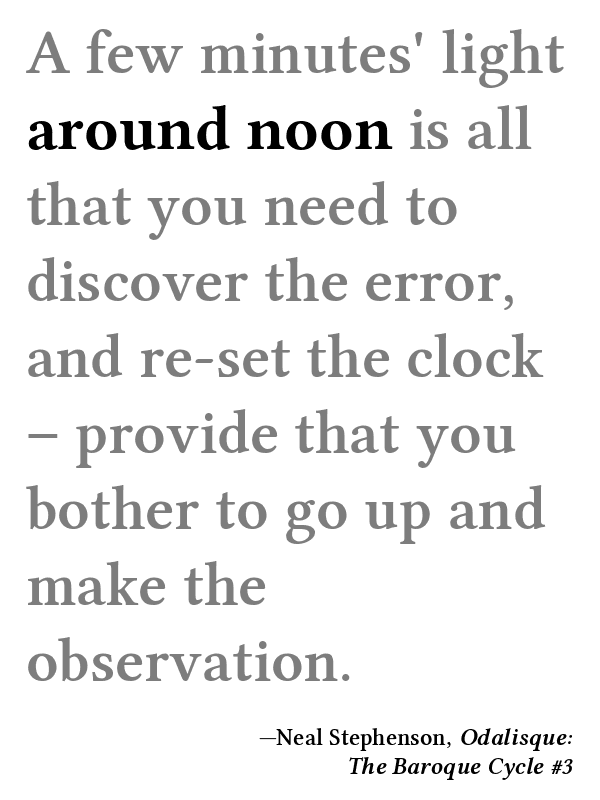 A few minutes' light
around noon is all
that you need to
discover the error,
and re-set the clock
– provide that you
bother to go up and
make the
observation.
—Neal Stephenson, Odalisque:
The Baroque Cycle #3